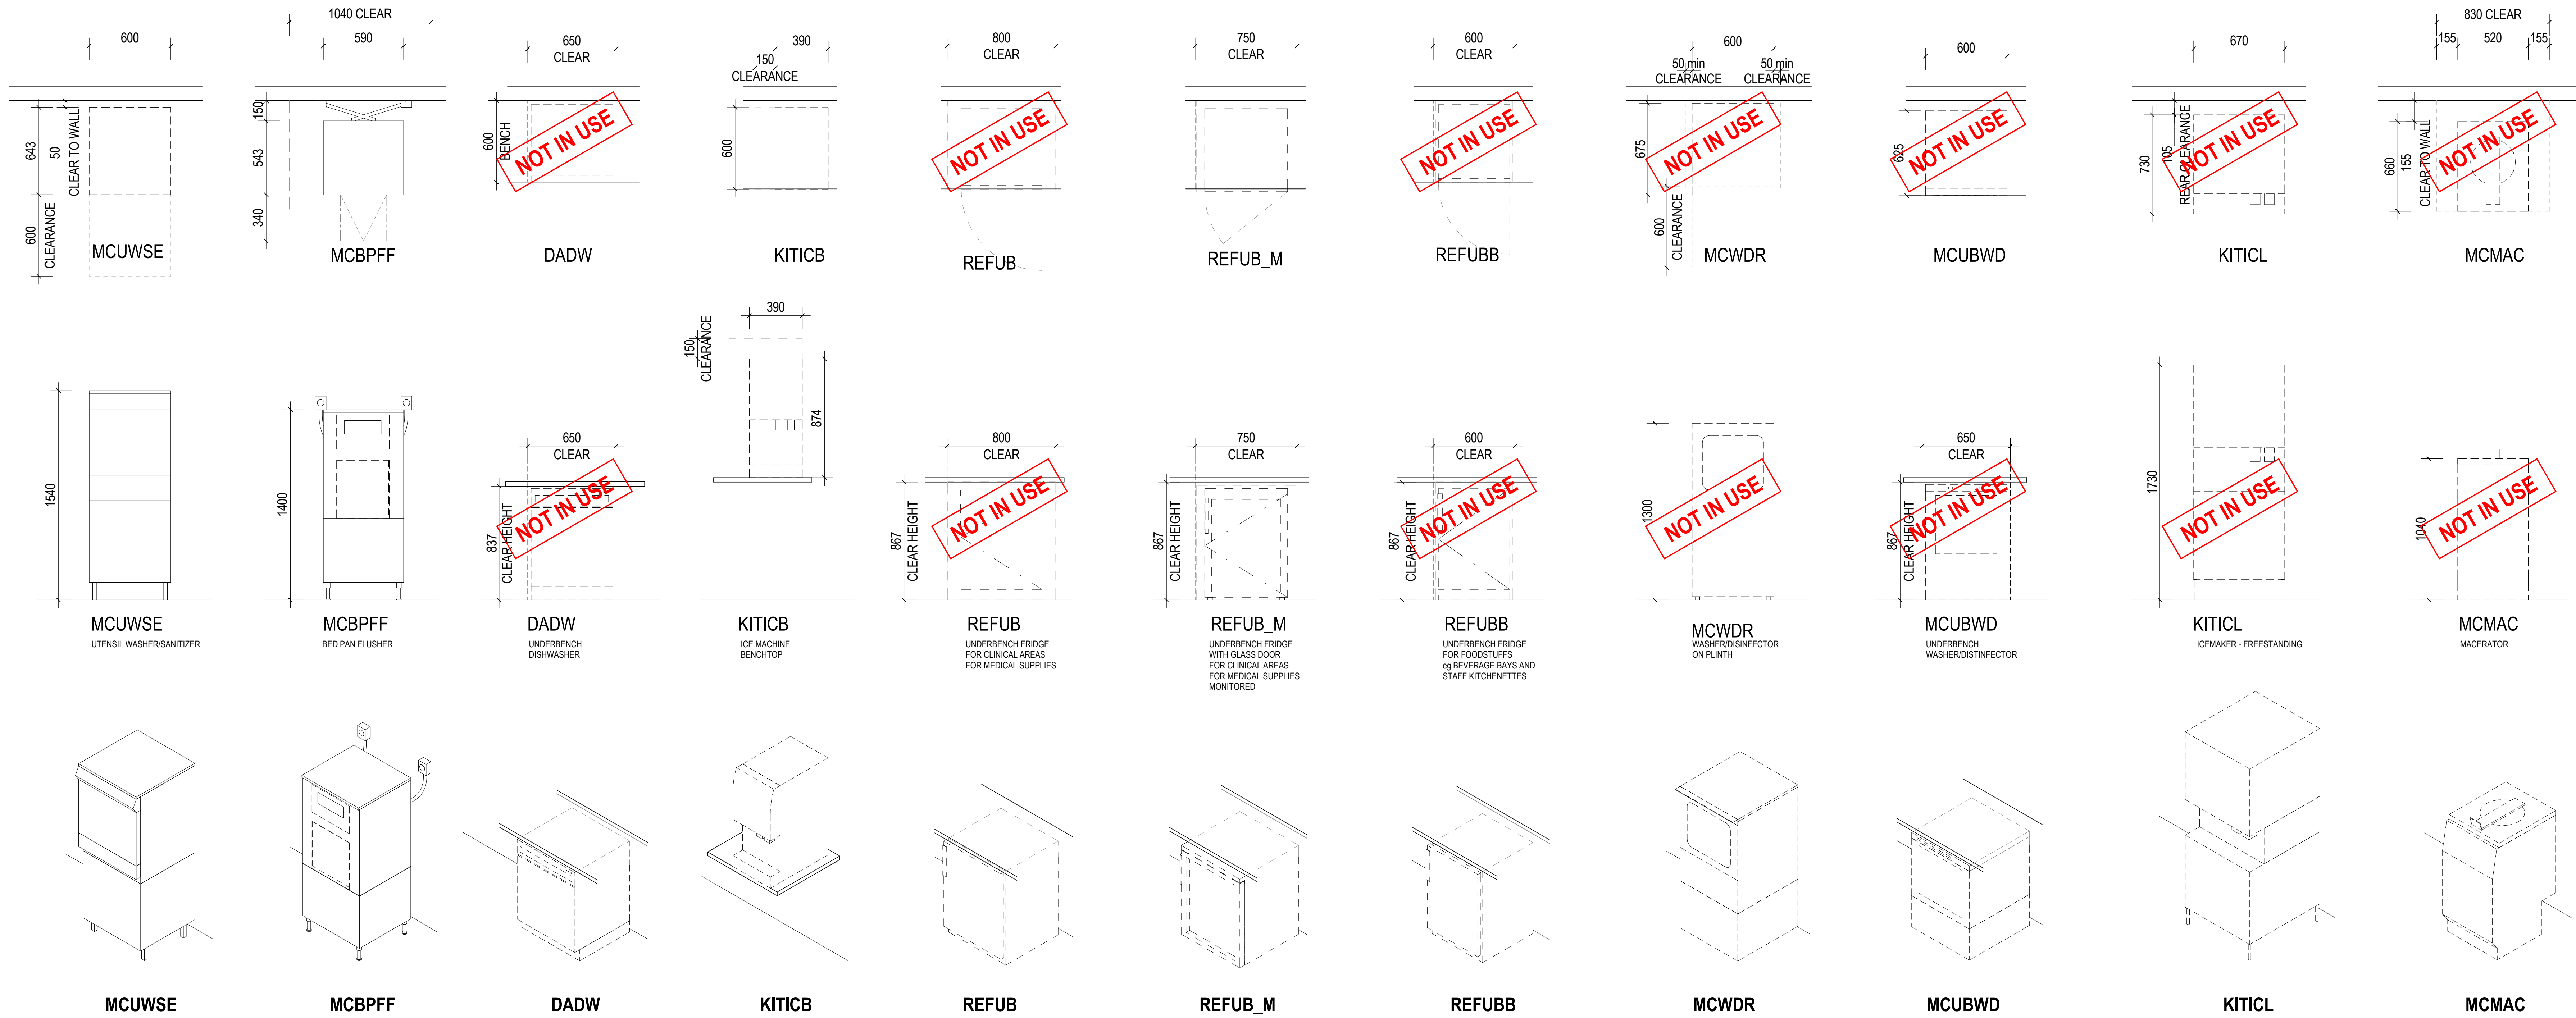 600
1040 CLEAR
590
650
CLEAR
390
150
CLEARANCE
800
CLEAR
750
CLEAR
600
CLEAR
600
50 min
CLEARANCE
50 min
CLEARANCE
600
670
830 CLEAR
155
520
155
643
50
CLEAR TO WALL
600
CLEARANCE
MCUWSE
150
543
340
MCBPFF
600
BENCH
NOT IN USE
DADW
600
KITICB
NOT IN USE
REFUB
REFUB_M
NOT IN USE
REFUBB
675
NOT IN USE
600
CLEARANCE
MCWDR
625
NOT IN USE
MCUBWD
730
105
REAR CLEARANCE
NOT IN USE
KITICL
660
155
CLEAR TO WALL
NOT IN USE
MCMAC
1540
MCUWSE
UTENSIL WASHER/SANITIZER
1400
MCBPFF
BED PAN FLUSHER
650
CLEAR
837
CLEAR HEIGHT
NOT IN USE
DADW
UNDERBENCH
DISHWASHER
390
150
CLEARANCE
874
KITICB
ICE MACHINE
BENCHTOP
800
CLEAR
867
CLEAR HEIGHT
NOT IN USE
REFUB
UNDERBENCH FRIDGE
FOR CLINICAL AREAS
FOR MEDICAL SUPPLIES
750
CLEAR
867
CLEAR HEIGHT
REFUB_M
UNDERBENCH FRIDGE
WITH GLASS DOOR
FOR CLINICAL AREAS
FOR MEDICAL SUPPLIES
MONITORED
600
CLEAR
867
CLEAR HEIGHT
NOT IN USE
REFUBB
UNDERBENCH FRIDGE
FOR FOODSTUFFS
eg BEVERAGE BAYS AND
STAFF KITCHENETTES
1300
NOT IN USE
MCWDR
WASHER/DISINFECTOR
ON PLINTH
650
CLEAR
867
CLEAR HEIGHT
NOT IN USE
MCUBWD
UNDERBENCH
WASHER/DISTINFECTOR
1730
NOT IN USE
KITICL
ICEMAKER - FREESTANDING
1040
NOT IN USE
MCMAC
MACERATOR
MCUWSE
MCBPFF
DADW
KITICB
REFUB
REFUB_M
REFUBB
MCWDR
MCUBWD
KITICL
MCMAC